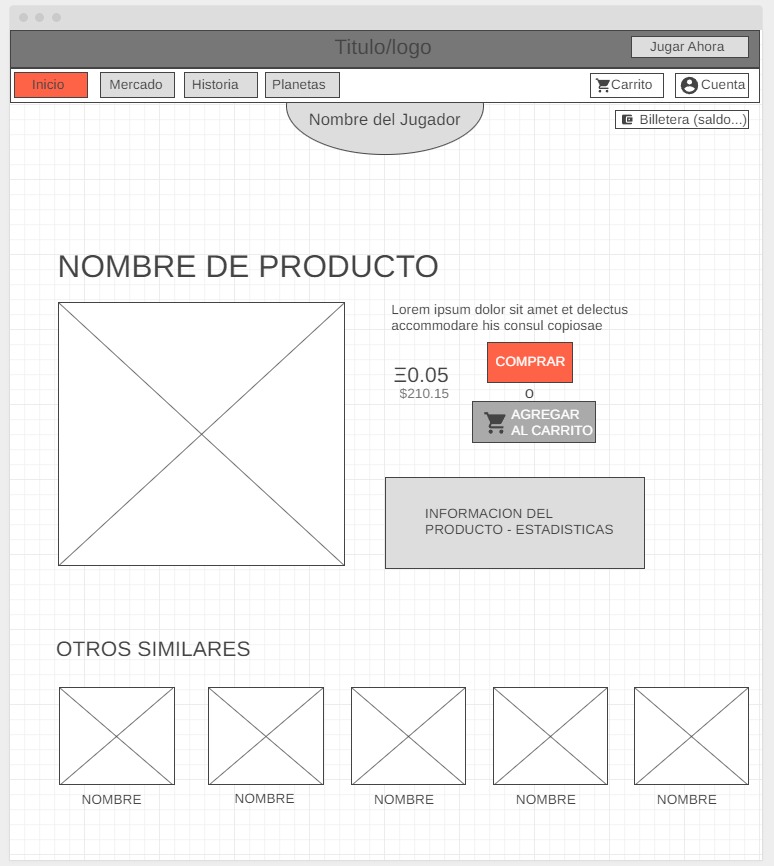 Titulo/logo
Jugar Ahora
Inicio
Mercado
Historia
Planetas
Carrito
Cuenta
Nombre del Jugador
Billetera (saldo...)
NOMBRE DE PRODUCTO
Lorem ipsum dolor sit amet et delectus
accommodare his consul copiosae
COMPRAR
Ξ0.05
$210.15
O
AGREGAR
AL CARRITO
INFORMACION DEL
PRODUCTO - ESTADISTICAS
OTROS SIMILARES
NOMBRE
NOMBRE
NOMBRE
NOMBRE
NOMBRE